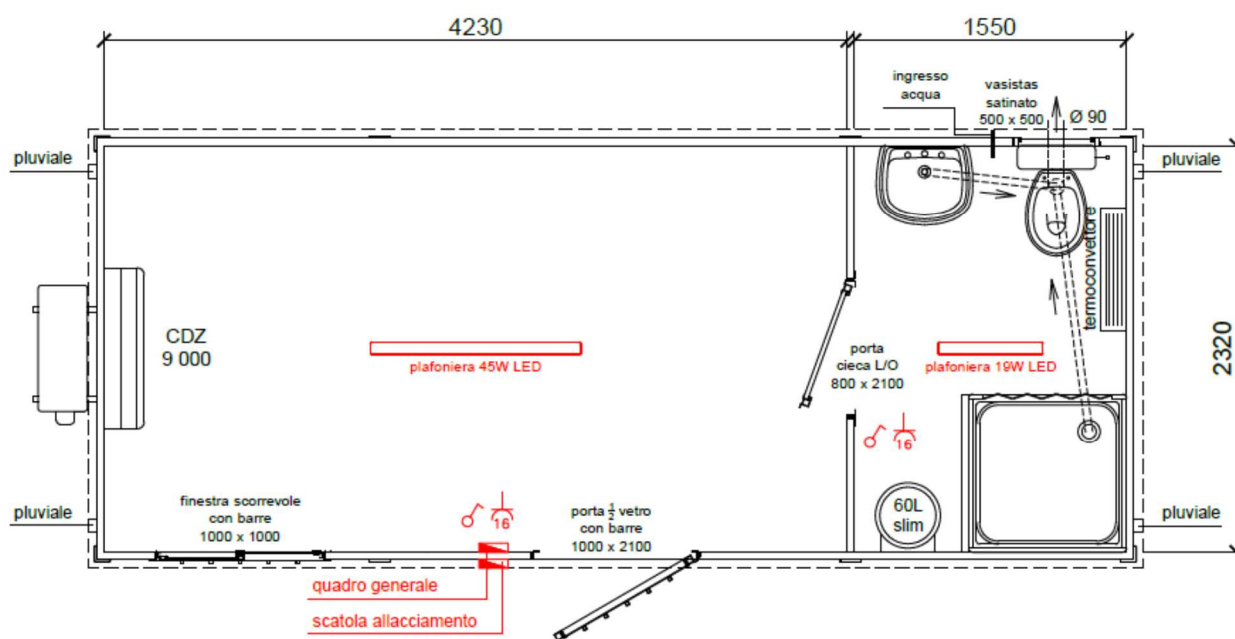 4230
1550
ingresso
acqua
vasistas
satinato
500 x 500
Ø 90
pluviale
pluviale
termoconvettore
CDZ
9 000
plafoniera 45W LED
porta
cieca L/O
800 x 2100
plafoniera 19W LED
2320
16
finestra scorrevole
con barre
1000 x 1000
16
porta ½ vetro
con barre
1000 x 2100
60L
slim
pluviale
pluviale
quadro generale
scatola allacciamento